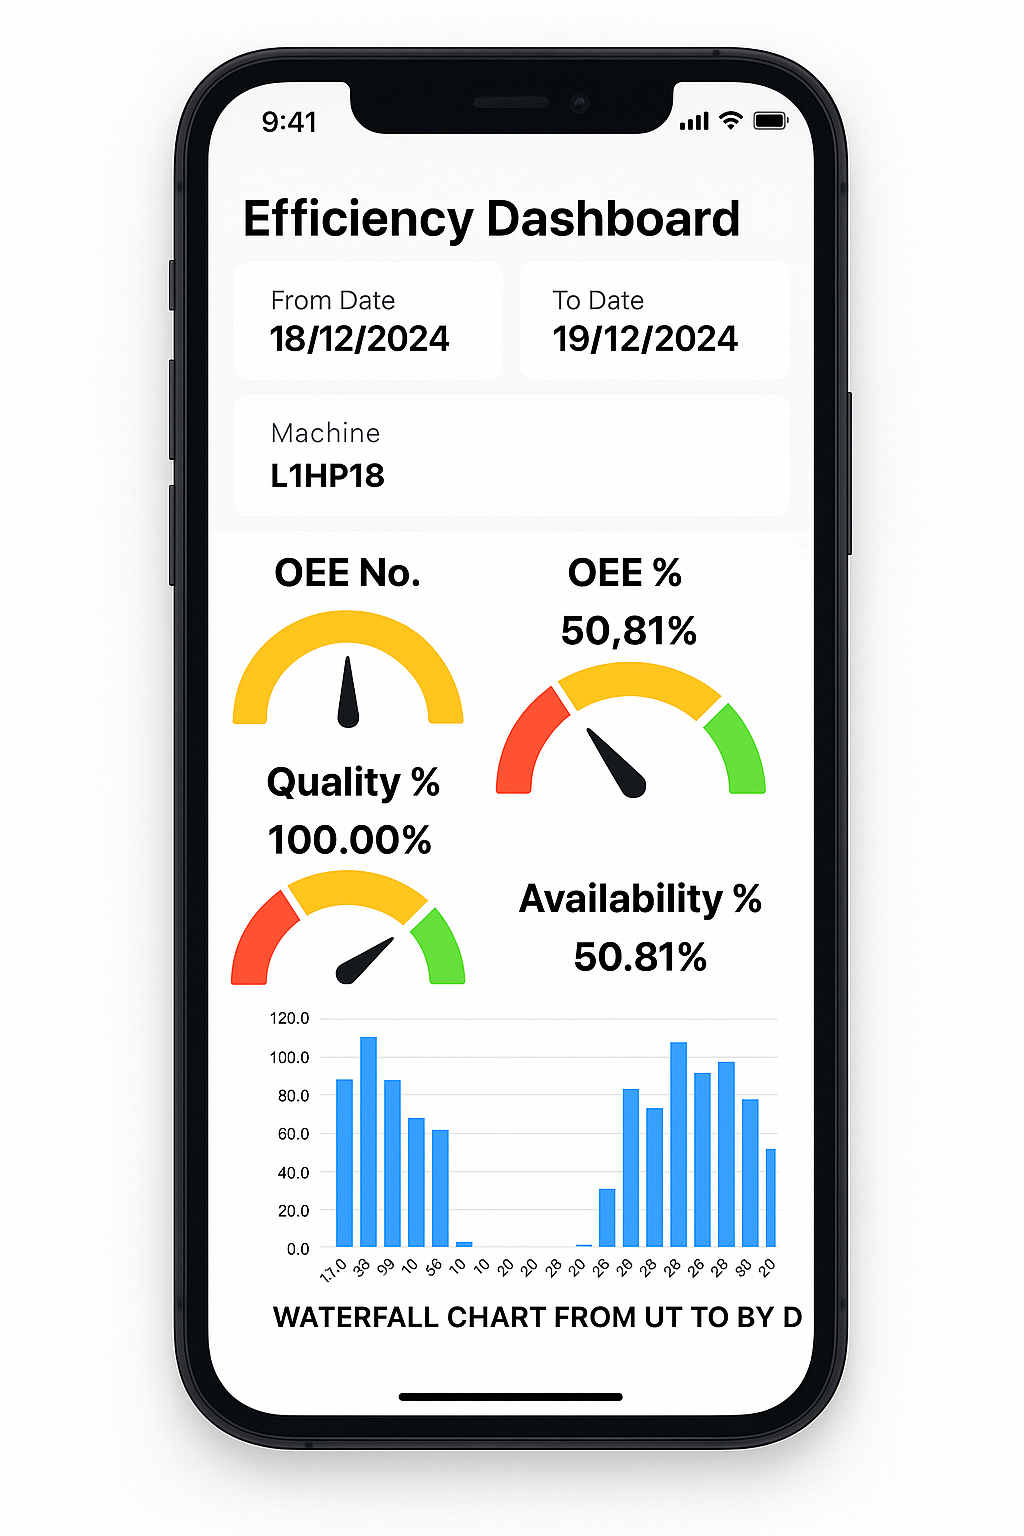 9:41
Efficiency Dashboard
From Date
18/12/2024
To Date
19/12/2024
Machine
L1HP18
OEE No.
OEE %
50,81%
Quality %
100.00%
Availability %
50.81%
120.0
100.0
80.0
60.0
40.0
20.0
0.0
1.7.0 38 99 10 56 10 10 20 20 28 20 26 26 28 28 26 28 30 20
WATERFALL CHART FROM UT TO BY D